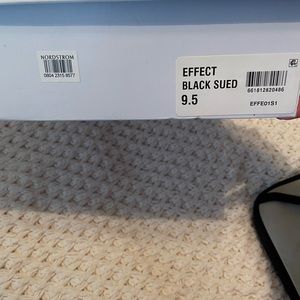 NORDSTROM
0804 2315 8577
EFFECT
BLACK SUED
9.5
661612820486
EFFE01S1